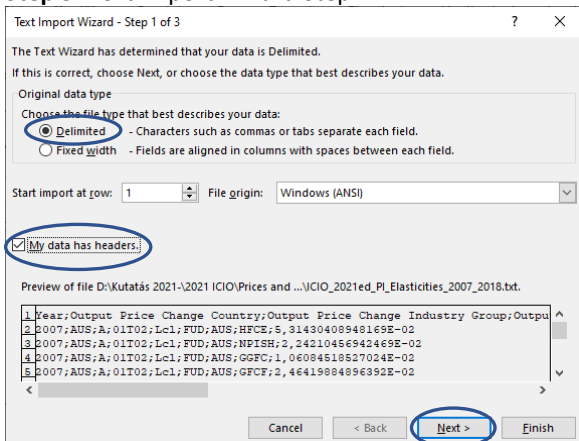 Text Import Wizard - Step 1 of 3 ? ×
The Text Wizard has determined that your data is Delimited.
If this is correct, choose Next, or choose the data type that best describes your data.
Original data type
Choose the file type that best describes your data:
Delimited - Characters such as commas or tabs separate each field.
Fixed width - Fields are aligned in columns with spaces between each field.
Start import at row: 1 File origin: Windows (ANSI)
My data has headers.
Preview of file D:\Kutatás 2021-\2021 ICIO\Prices and ...\ICIO_2021ed_PI_Elasticities_2007_2018.txt.
1 Year;Output Price Change Country;Output Price Change Industry Group;Outpu
2 2007;AUS;A;01T02;Lcl;FUD;AUS;HFCE;5,31430408948169E-02
3 2007;AUS;A;01T02;Lcl;FUD;AUS;NPISH;2,24210456942469E-02
4 2007;AUS;A;01T02;Lcl;FUD;AUS;GGFC;1,06084518527024E-02
5 2007;AUS;A;01T02;Lcl;FUD;AUS;GFCF;2,46419884896392E-02
Cancel < Back Next > Finish